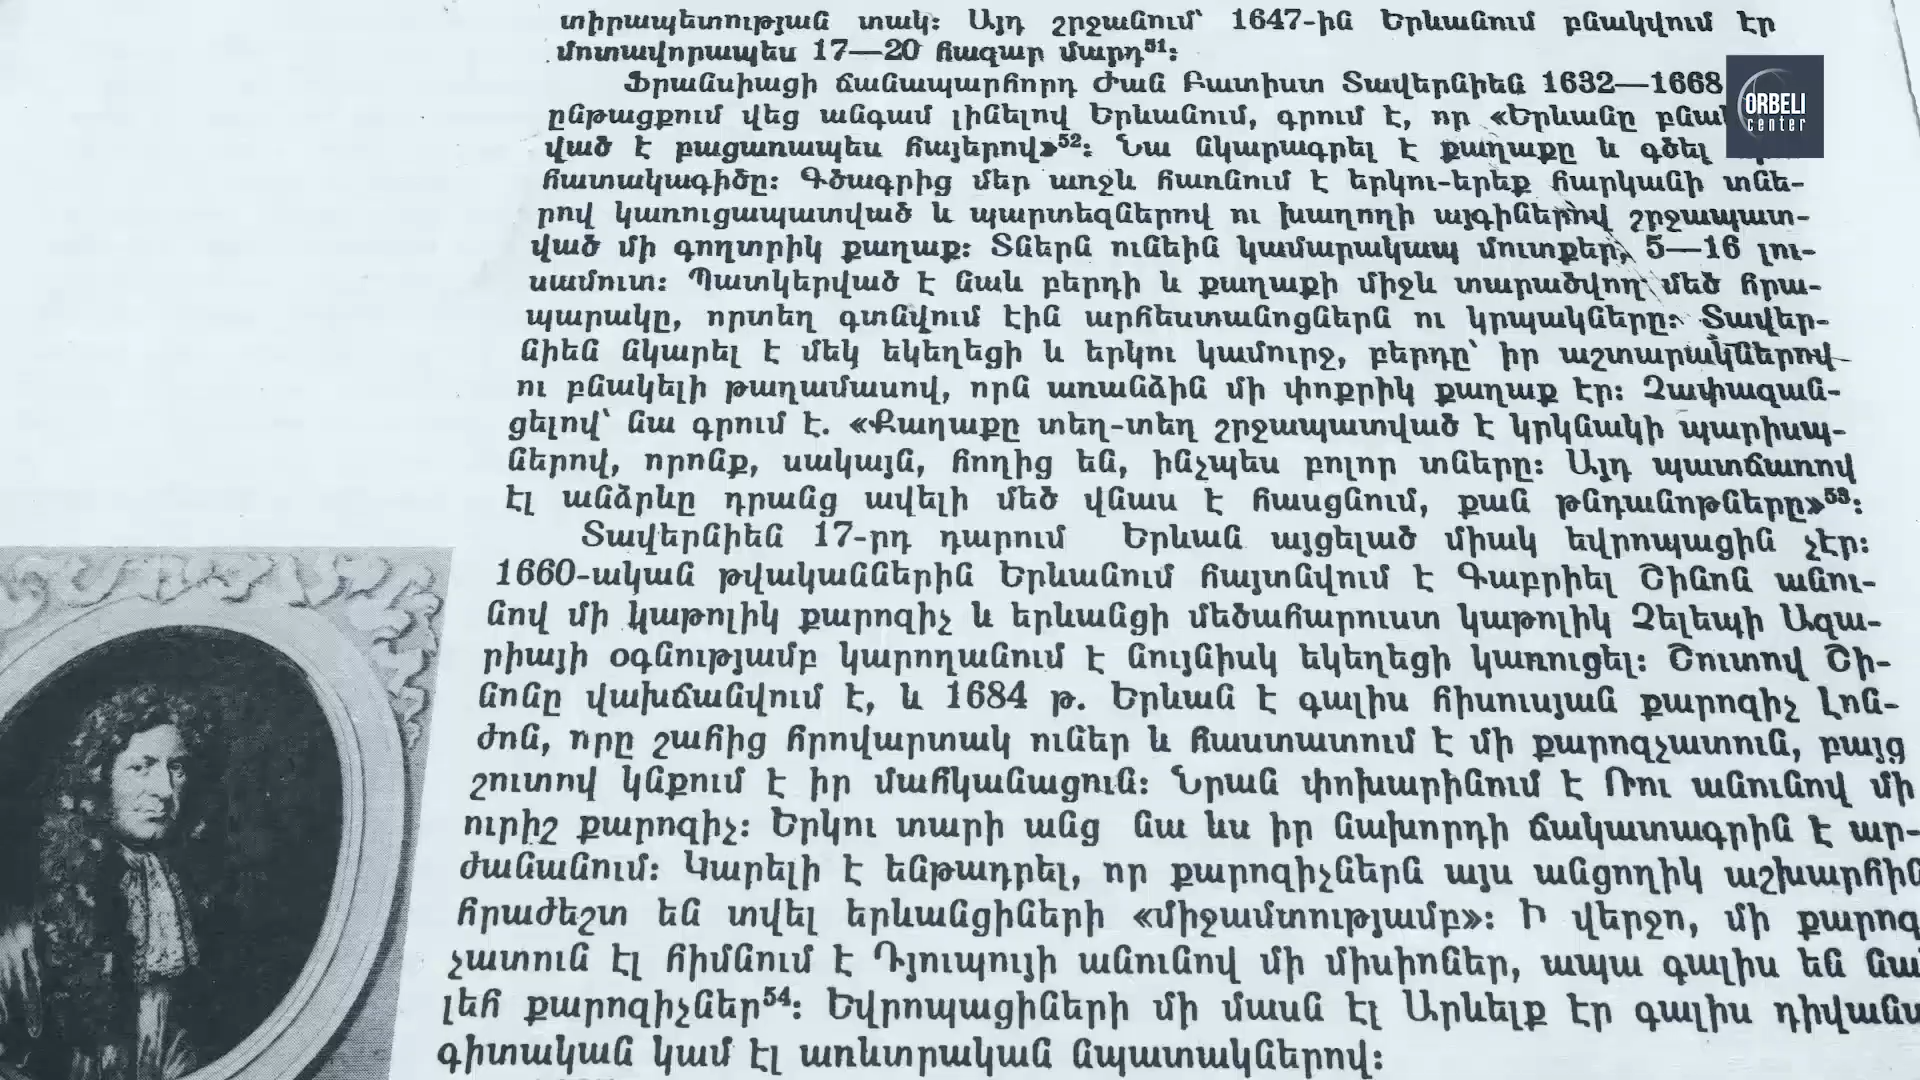 տիրապետության տակ։ Այդ շրջանում՝ 1647-ին Երևանում բնակվում էր
մոտավորապես 17—20 հազար մարդ⁵¹։
Ֆրանսիացի ճանապարհորդ Ժան Բատիստ Տավերնիեն 1632—1668
ընթացքում վեց անգամ լինելով Երևանում, գրում է, որ «Երևանը բնակ
ված է բացառապես հայերով»⁵²։ Նա նկարագրել է քաղաքը և գծել
հատակագիծը։ Գծագրից մեր առջև հառնում է երկու-երեք հարկանի տնե-
րով կառուցապատված և պարտեզներով ու խաղողի այգիներով շրջապատ-
ված մի գողտրիկ քաղաք։ Տներն ունեին կամարակապ մուտքեր, 5—16 լու-
սամուտ։ Պատկերված է նաև բերդի և քաղաքի միջև տարածվող մեծ հրա-
պարակը, որտեղ գտնվում էին արհեստանոցներն ու կրպակները։ Տավեր-
նիեն նկարել է մեկ եկեղեցի և երկու կամուրջ, բերդը՝ իր աշտարակներով
ու բնակելի թաղամասով, որն առանձին մի փոքրիկ քաղաք էր։ Չափազան-
ցելով՝ նա գրում է. «Քաղաքը տեղ-տեղ շրջապատված է կրկնակի պարիսպ-
ներով, որոնք, սակայն, հողից են, ինչպես բոլոր տները։ Այդ պատճառով
էլ անձրևը դրանց ավելի մեծ վնաս է հասցնում, քան թնդանոթները»⁵³։
Տավերնիեն 17-րդ դարում Երևան այցելած միակ եվրոպացին չէր։
1660-ական թվականներին Երևանում հայտնվում է Գաբրիել Շինոն անու-
նով մի կաթոլիկ քարոզիչ և երևանցի մեծահարուստ կաթոլիկ Չելեպի Ազա-
րիայի օգնությամբ կարողանում է նույնիսկ եկեղեցի կառուցել։ Շուտով Շի-
նոնը վախճանվում է, և 1684 թ. Երևան է գալիս հիսուսյան քարոզիչ Լոն-
ժոն, որը շահից հրովարտակ ուներ և հաստատում է մի քարոզչատուն, բայց
շուտով կնքում է իր մահկանացուն։ Նրան փոխարինում է Ռու անունով մի
ուրիշ քարոզիչ։ Երկու տարի անց նա ևս իր նախորդի ճակատագրին է ար-
ժանանում։ Կարելի է ենթադրել, որ քարոզիչներն այս անցողիկ աշխարհին
հրաժեշտ են տվել երևանցիների «միջամտությամբ»։ Ի վերջո, մի քարոզ
չատուն էլ հիմնում է Դյուպույի անունով մի միսիոներ, ապա գալիս են նա
լեհ քարոզիչներ⁵⁴։ Եվրոպացիների մի մասն էլ Արևելք էր գալիս դիվանա
գիտական կամ էլ առևտրական նպատակներով։
ORBELI
center